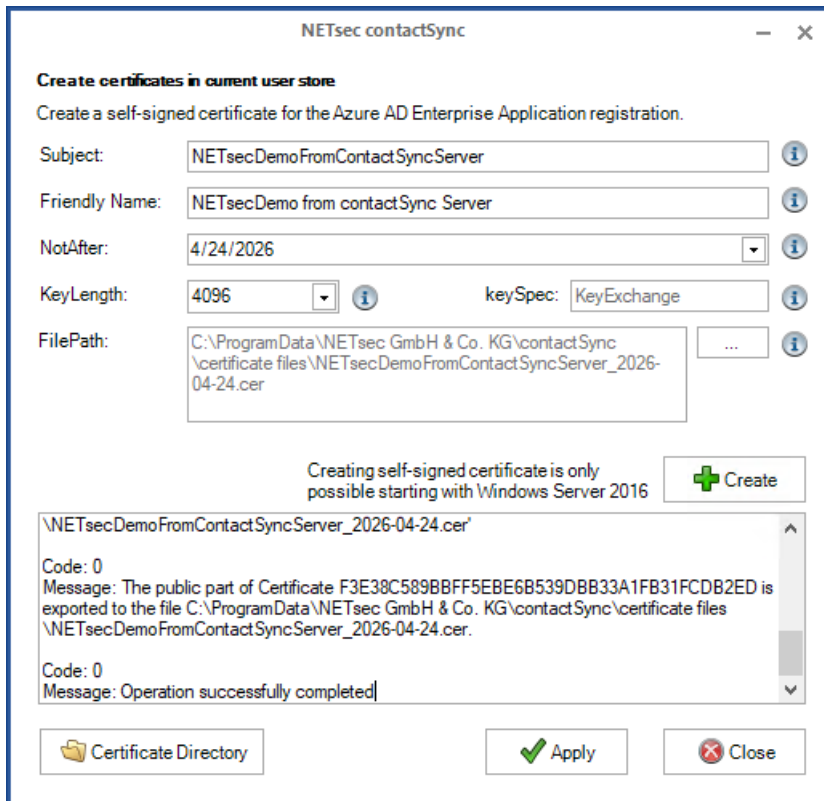 NETsec contactSync
Create certificates in current user store
Create a self-signed certificate for the Azure AD Enterprise Application registration.
Subject:
NETsecDemoFromContactSyncServer
Friendly Name:
NETsecDemo from contactSync Server
NotAfter:
4/24/2026
KeyLength:
4096
keySpec:
KeyExchange
FilePath:
C:\ProgramData\NETsec GmbH & Co. KG\contactSync
\certificate files\NETsecDemoFromContactSyncServer_2026-
04-24.cer
...
Creating self-signed certificate is only
possible starting with Windows Server 2016
Create
\NETsecDemoFromContactSyncServer_2026-04-24.cer'
Code: 0
Message: The public part of Certificate F3E38C589BBFF5EBE6B539DBB33A1FB31FCDB2ED is
exported to the file C:\ProgramData\NETsec GmbH & Co. KG\contactSync\certificate files
\NETsecDemoFromContactSyncServer_2026-04-24.cer.
Code: 0
Message: Operation successfully completed
Certificate Directory
Apply
Close